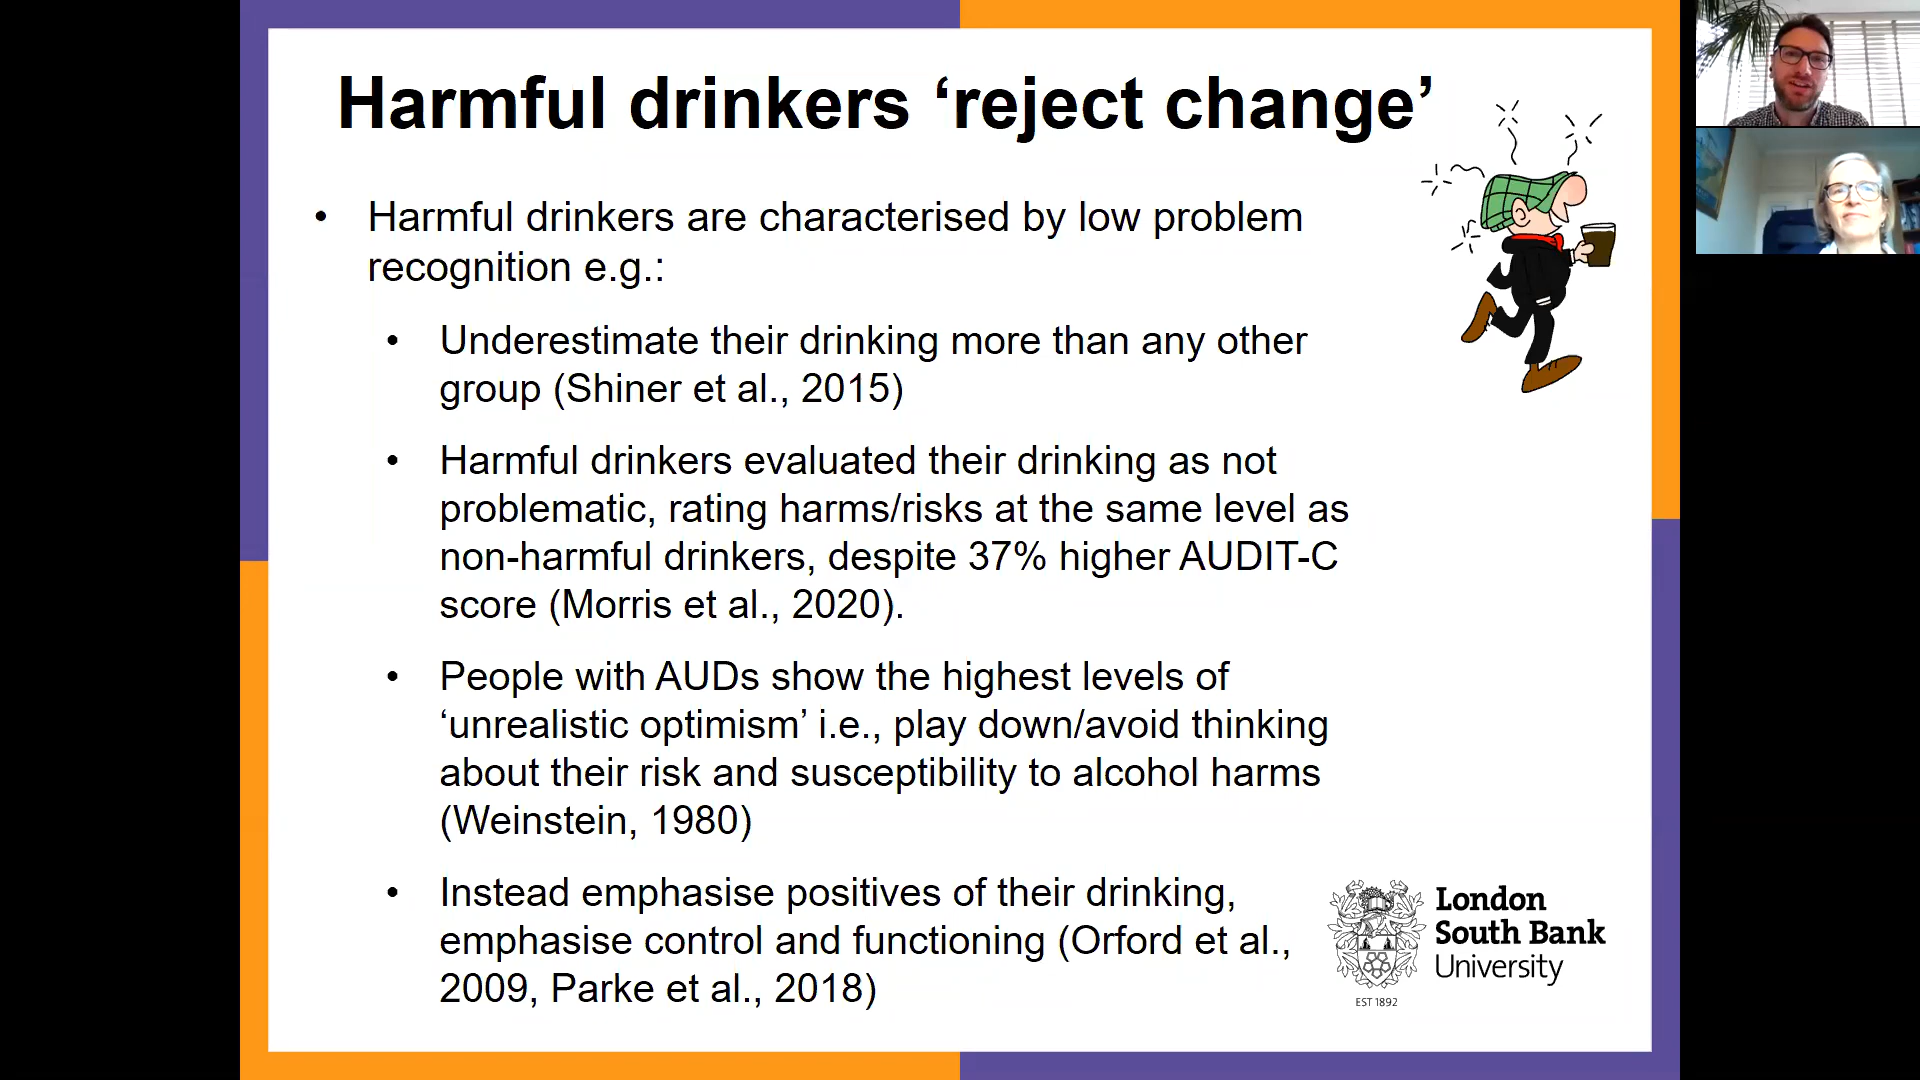 Harmful drinkers ‘reject change’
• Harmful drinkers are characterised by low problem
recognition e.g.:
• Underestimate their drinking more than any other
group (Shiner et al., 2015)
• Harmful drinkers evaluated their drinking as not
problematic, rating harms/risks at the same level as
non-harmful drinkers, despite 37% higher AUDIT-C
score (Morris et al., 2020).
• People with AUDs show the highest levels of
‘unrealistic optimism’ i.e., play down/avoid thinking
about their risk and susceptibility to alcohol harms
(Weinstein, 1980)
• Instead emphasise positives of their drinking,
emphasise control and functioning (Orford et al.,
2009, Parke et al., 2018)
London
South Bank
University
EST 1892